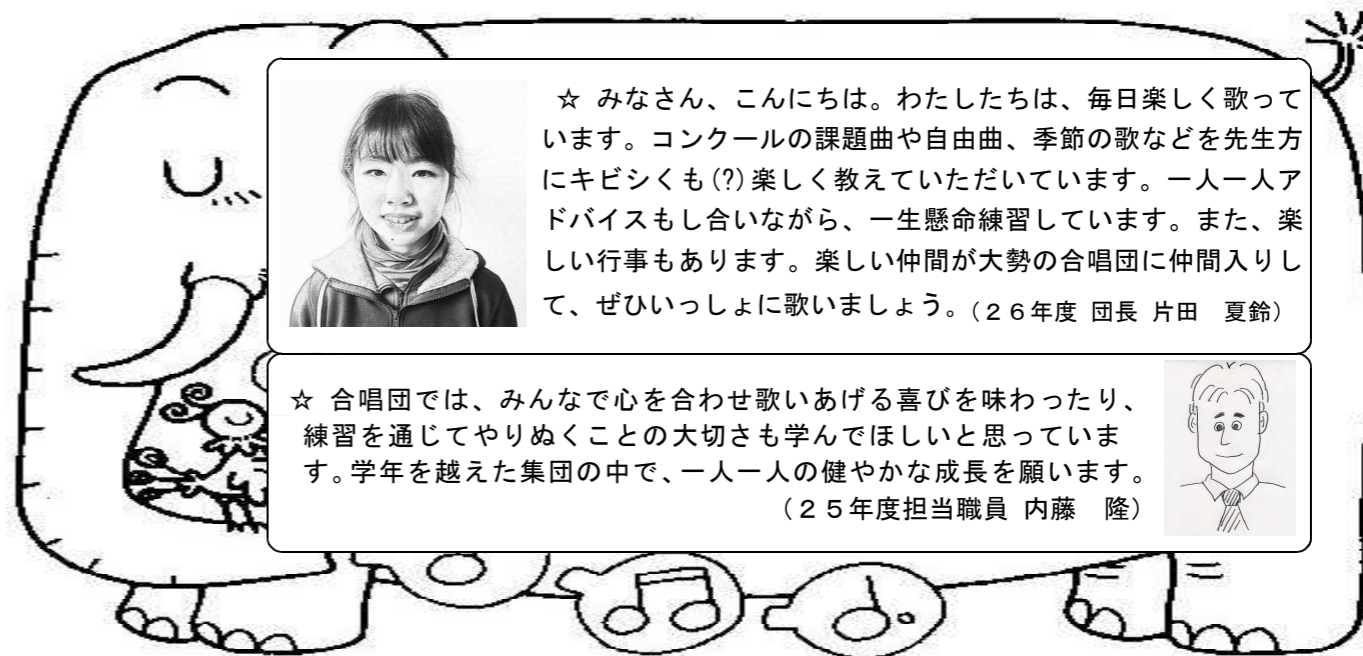 ☆ みなさん、こんにちは。わたしたちは、毎日楽しく歌って
います。コンクールの課題曲や自由曲、季節の歌などを先生方
にキビシくも(?)楽しく教えていただいています。一人一人ア
ドバイスもし合いながら、一生懸命練習しています。また、楽
しい行事もあります。楽しい仲間が大勢の合唱団に仲間入りし
て、ぜひいっしょに歌いましょう。(26年度 団長 片田　夏鈴)
☆ 合唱団では、みんなで心を合わせ歌いあげる喜びを味わったり、
練習を通じてやりぬくことの大切さも学んでほしいと思っていま
す。学年を越えた集団の中で、一人一人の健やかな成長を願います。
(25年度担当職員 内藤　隆)